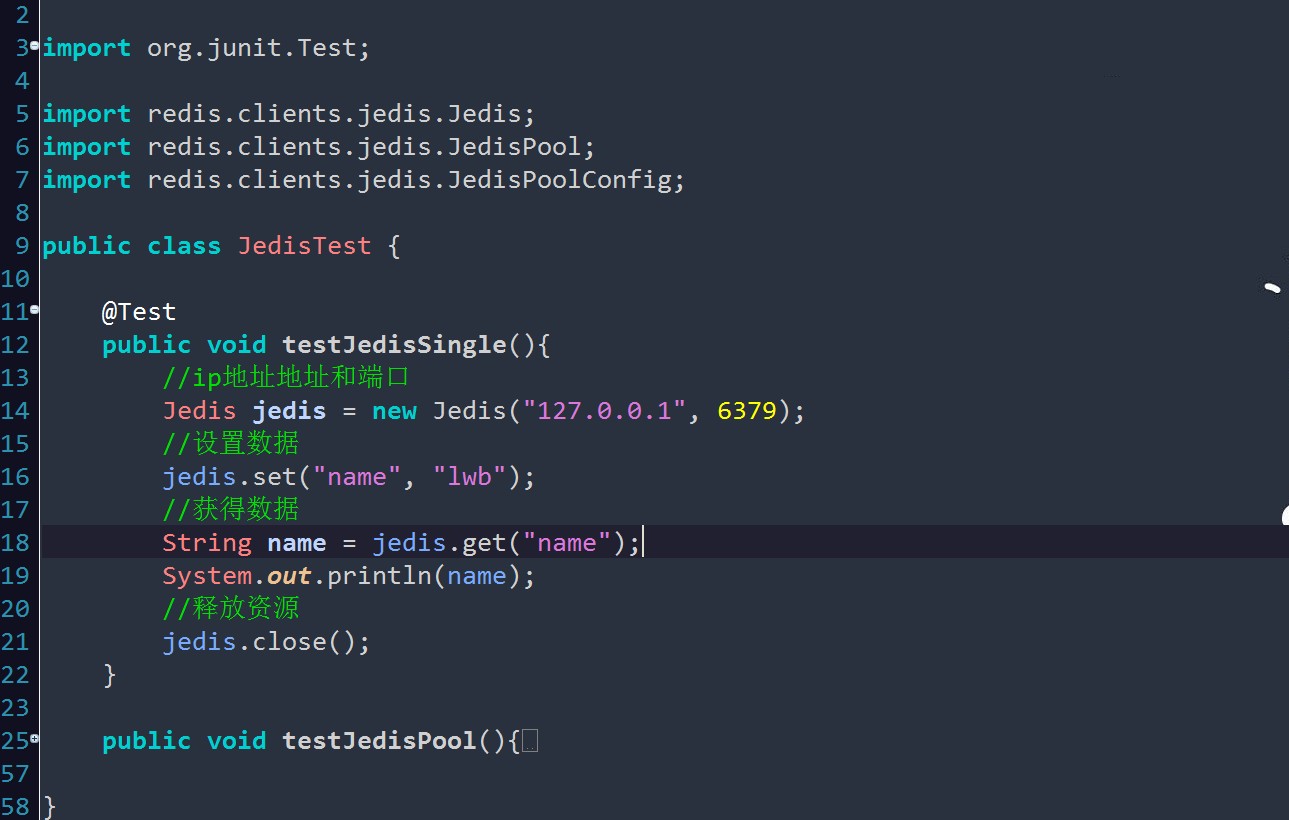 2
3 import org.junit.Test;
4
5 import redis.clients.jedis.Jedis;
6 import redis.clients.jedis.JedisPool;
7 import redis.clients.jedis.JedisPoolConfig;
8
9 public class JedisTest {
10
11 @Test
12 public void testJedisSingle(){
13 //ip地址地址和端口
14 Jedis jedis = new Jedis("127.0.0.1", 6379);
15 //设置数据
16 jedis.set("name", "lwb");
17 //获得数据
18 String name = jedis.get("name");
19 System.out.println(name);
20 //释放资源
21 jedis.close();
22 }
23
25 public void testJedisPool(){
57
58 }